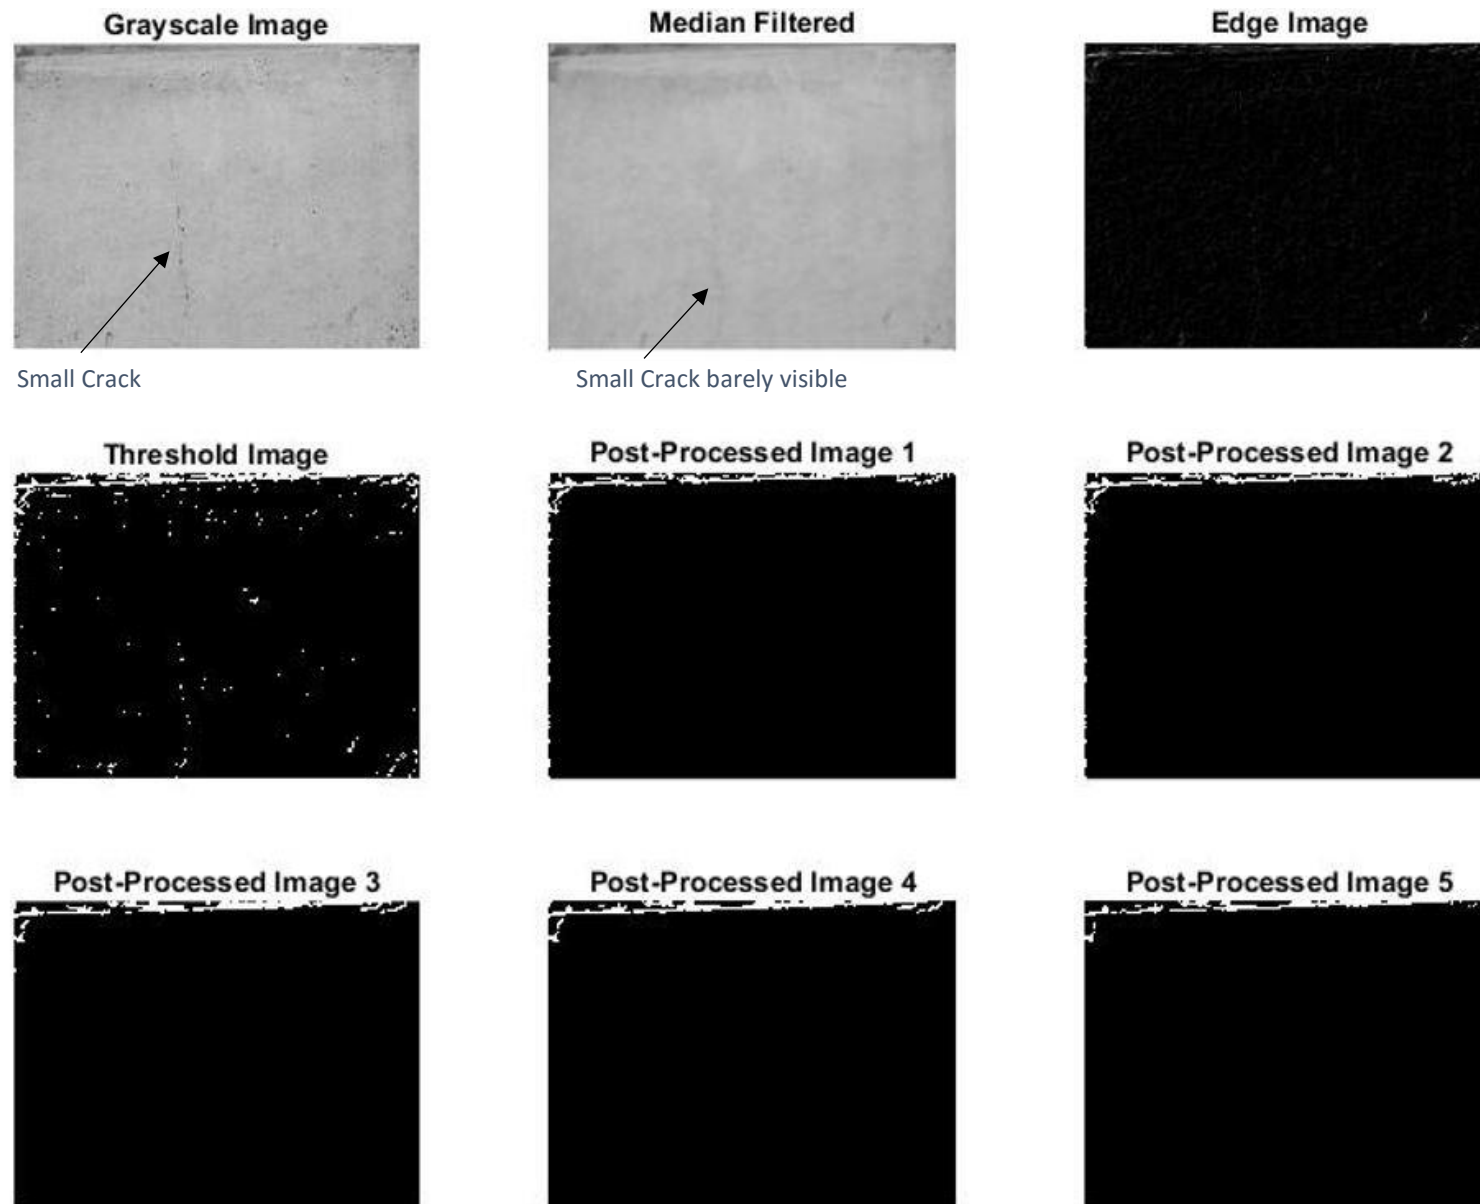 Grayscale Image
Median Filtered
Edge Image
Small Crack
Small Crack barely visible
Threshold Image
Post-Processed Image 1
Post-Processed Image 2
Post-Processed Image 3
Post-Processed Image 4
Post-Processed Image 5